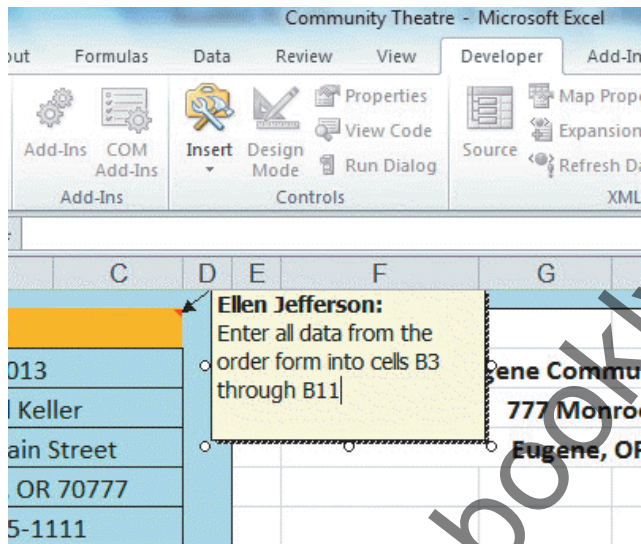 Community Theatre - Microsoft Excel
out Formulas Data Review View Developer Add-In
Add-Ins COM Add-Ins Insert Design Mode Properties View Code Run Dialog Source Map Prope Expansion Refresh Da
Add-Ins Controls XML
C D E F G
Ellen Jefferson:
Enter all data from the
order form into cells B3
through B11
013
Keller
ain Street
, OR 70777
5-1111
gene Commu
777 Monro
Eugene, OR
book